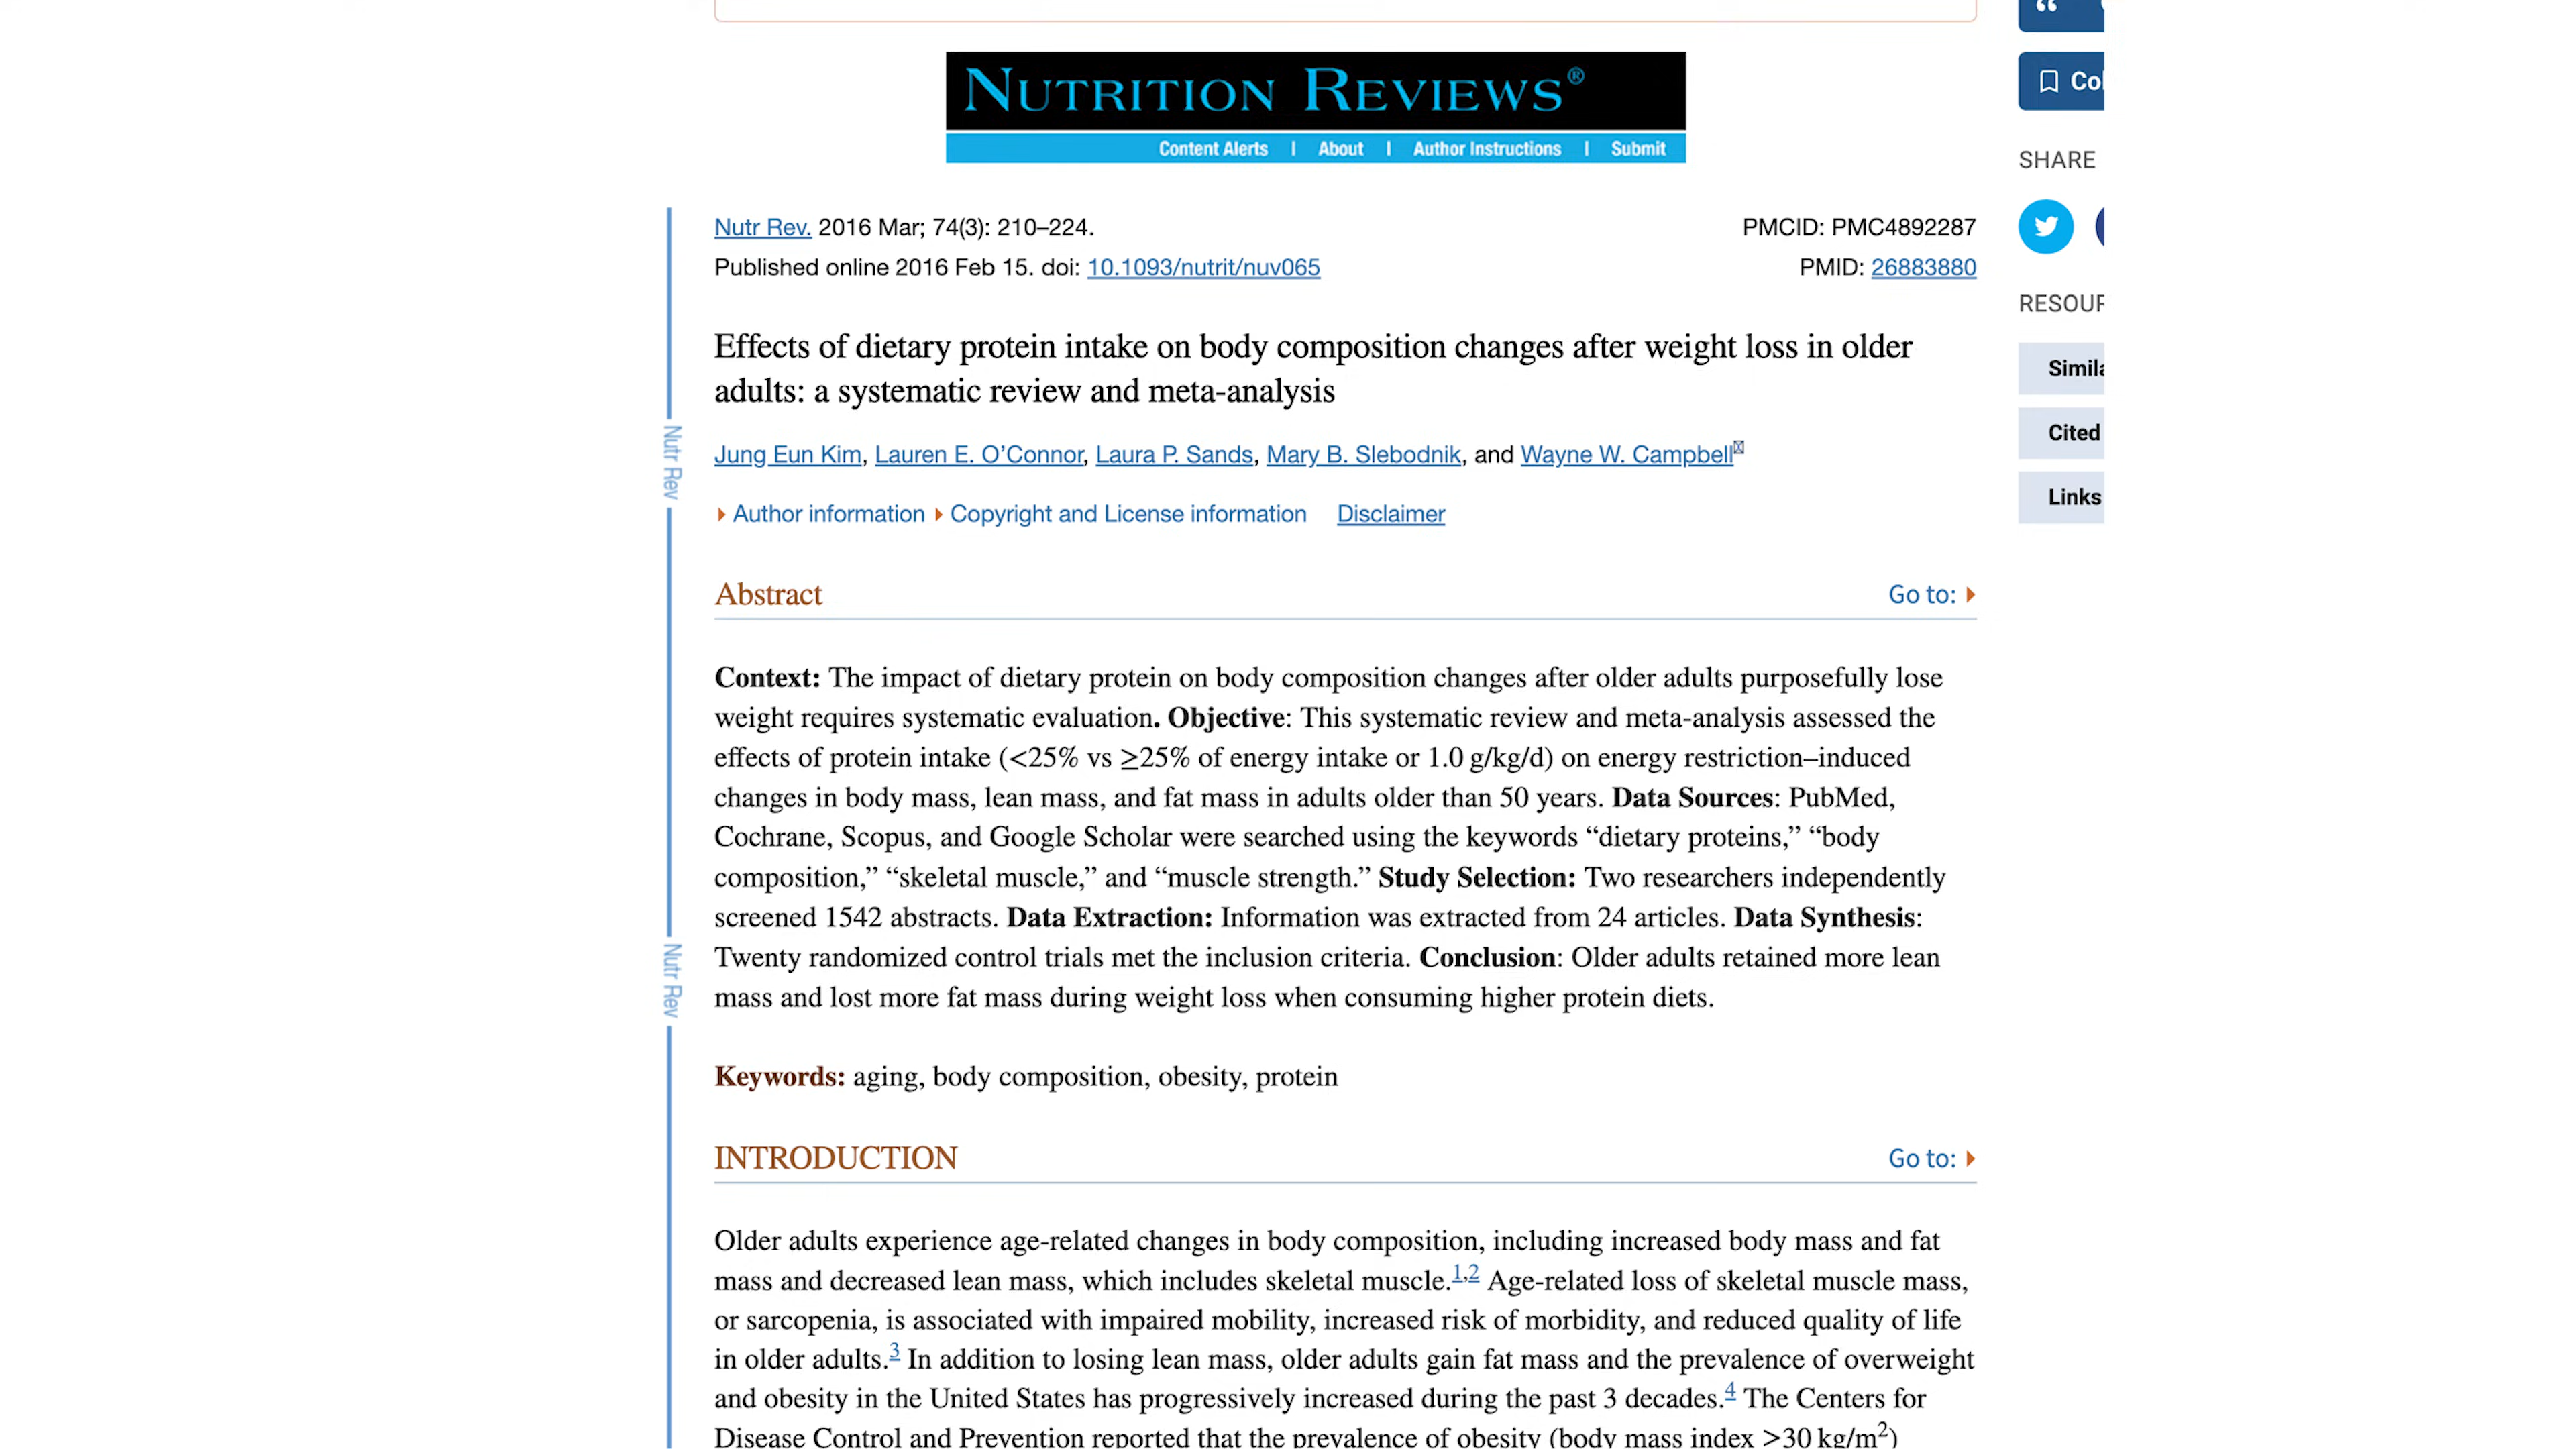 NUTRITION REVIEWS®
Content Alerts | About | Author Instructions | Submit
Nutr Rev. 2016 Mar; 74(3): 210–224.
PMCID: PMC4892287
Published online 2016 Feb 15. doi: 10.1093/nutrit/nuv065
PMID: 26883880
Effects of dietary protein intake on body composition changes after weight loss in older
adults: a systematic review and meta-analysis
Jung Eun Kim, Lauren E. O’Connor, Laura P. Sands, Mary B. Slebodnik, and Wayne W. Campbell
Author information Copyright and License information Disclaimer
Abstract
Go to:
Context: The impact of dietary protein on body composition changes after older adults purposefully lose
weight requires systematic evaluation. Objective: This systematic review and meta-analysis assessed the
effects of protein intake (<25% vs ≥25% of energy intake or 1.0 g/kg/d) on energy restriction–induced
changes in body mass, lean mass, and fat mass in adults older than 50 years. Data Sources: PubMed,
Cochrane, Scopus, and Google Scholar were searched using the keywords “dietary proteins,” “body
composition,” “skeletal muscle,” and “muscle strength.” Study Selection: Two researchers independently
screened 1542 abstracts. Data Extraction: Information was extracted from 24 articles. Data Synthesis:
Twenty randomized control trials met the inclusion criteria. Conclusion: Older adults retained more lean
mass and lost more fat mass during weight loss when consuming higher protein diets.
Keywords: aging, body composition, obesity, protein
INTRODUCTION
Go to:
Older adults experience age-related changes in body composition, including increased body mass and fat
mass and decreased lean mass, which includes skeletal muscle.1,2 Age-related loss of skeletal muscle mass,
or sarcopenia, is associated with impaired mobility, increased risk of morbidity, and reduced quality of life
in older adults.3 In addition to losing lean mass, older adults gain fat mass and the prevalence of overweight
and obesity in the United States has progressively increased during the past 3 decades.4 The Centers for
Disease Control and Prevention reported that the prevalence of obesity (body mass index >30 kg/m2)
Nutr Rev
Nutr Rev
Col
SHARE
RESOUR
Simila
Cited
Links